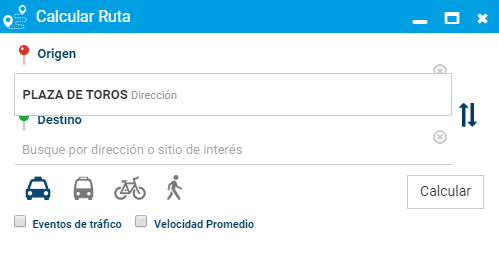 Calcular Ruta
Origen
PLAZA DE TOROS Dirección
Destino
Busque por dirección o sitio de interés
Calcular
Eventos de tráfico Velocidad Promedio